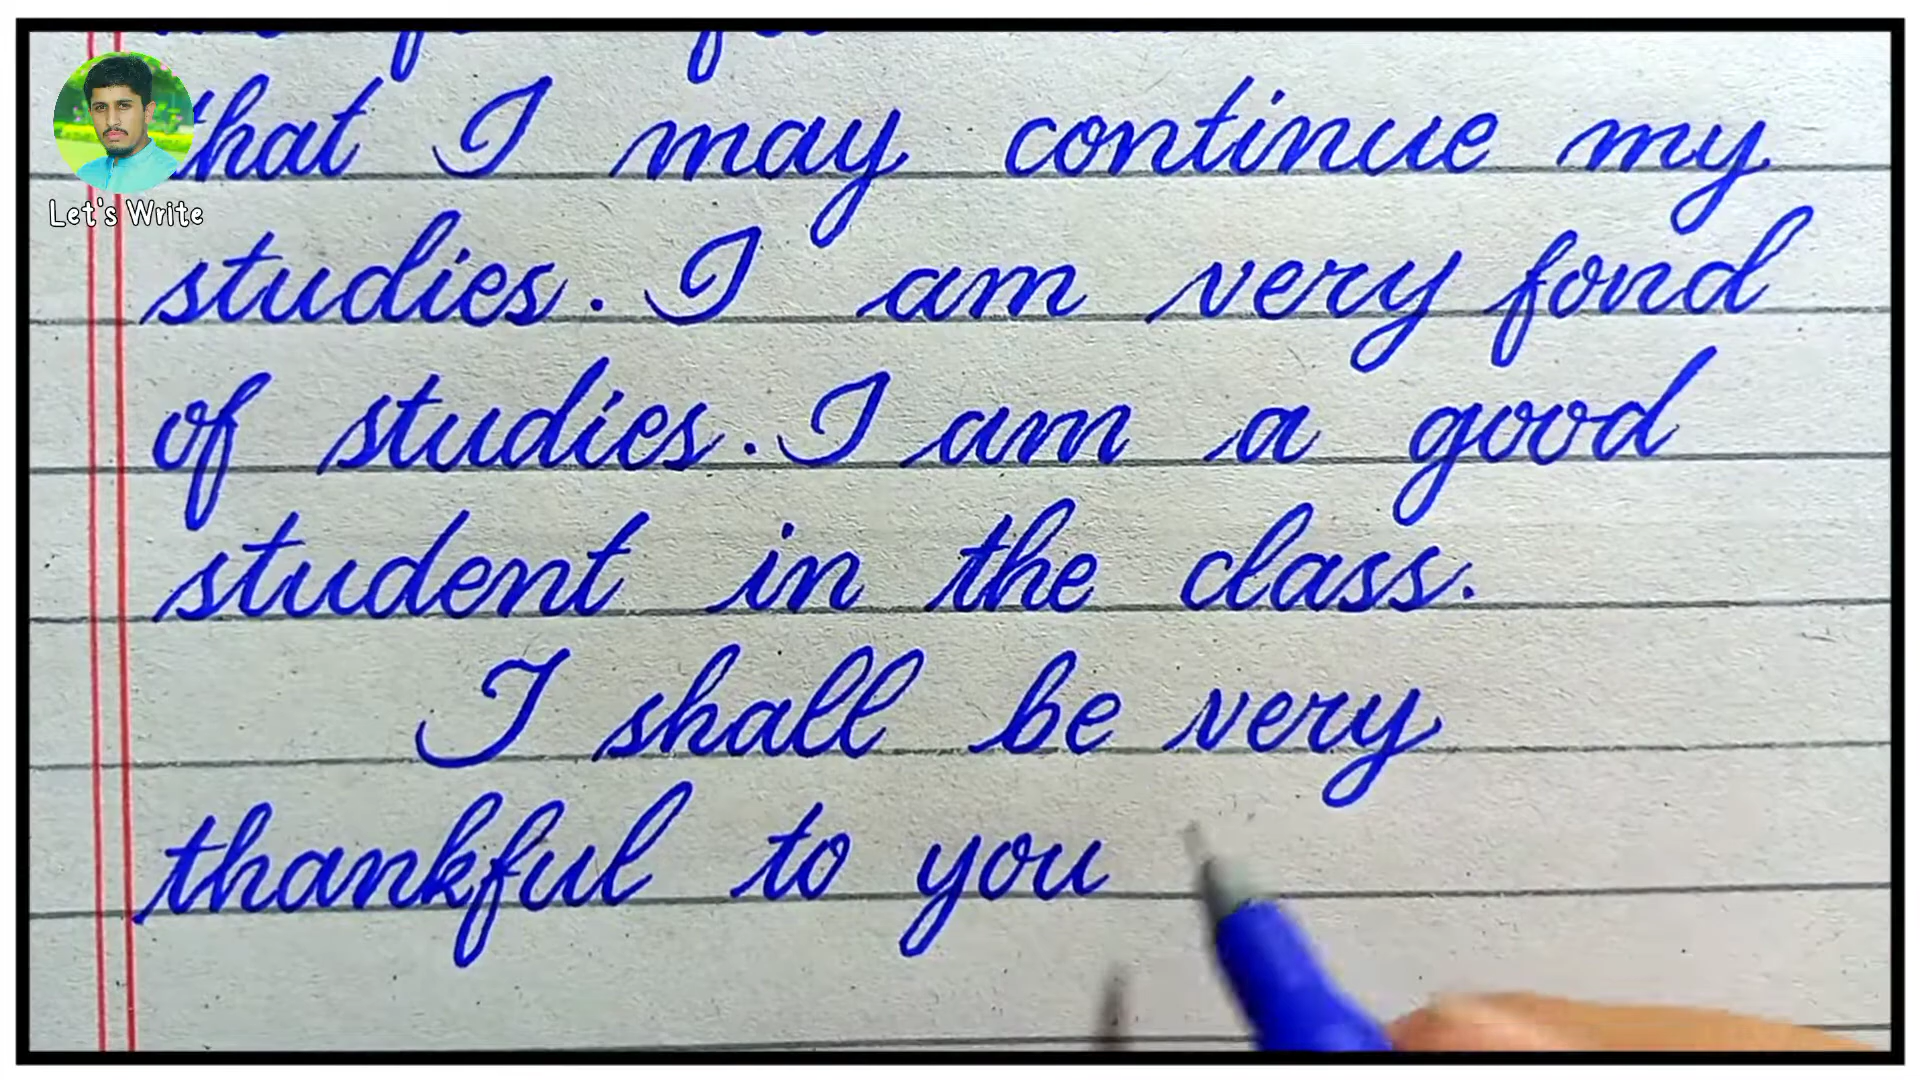 that I may continue my
Let's Write
studies. I am very fond
of studies. I am a good
student in the class.
I shall be very
thankful to you